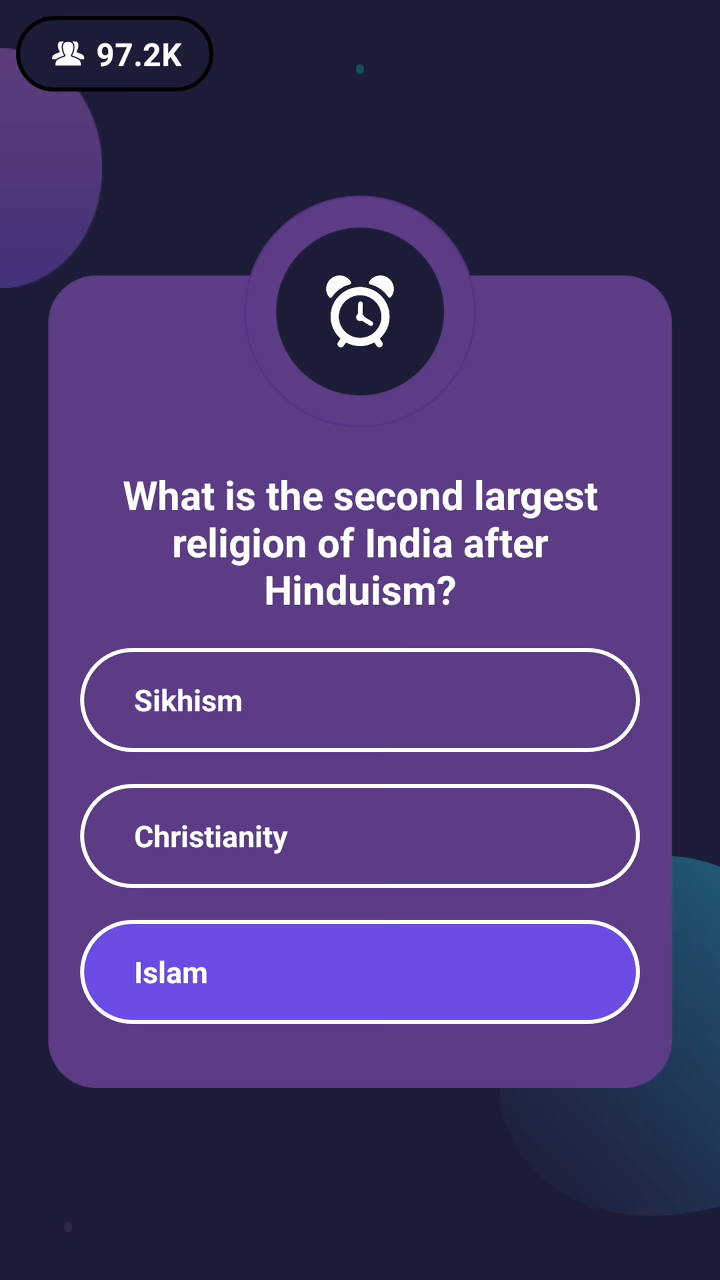 97.2K
What is the second largest
religion of India after
Hinduism?
Sikhism
Christianity
Islam